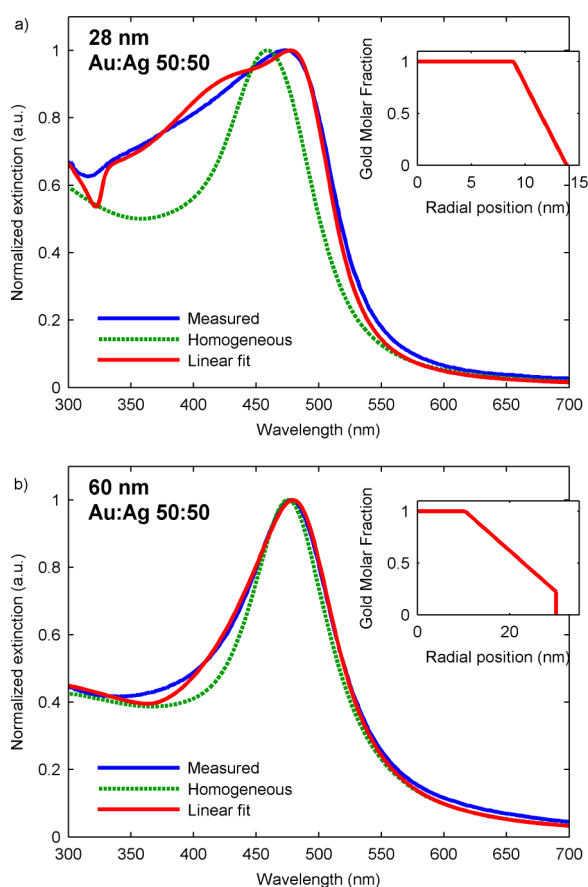 a)
28 nm
Au:Ag 50:50
Normalized extinction (a.u.)
1
0.8
0.6
0.4
0.2
0
300 350 400 450 500 550 600 650 700
Wavelength (nm)
Measured
Homogeneous
Linear fit
Gold Molar Fraction
1
0.5
0
0 5 10 15
Radial position (nm)
b)
60 nm
Au:Ag 50:50
Normalized extinction (a.u.)
1
0.8
0.6
0.4
0.2
0
300 350 400 450 500 550 600 650 700
Wavelength (nm)
Measured
Homogeneous
Linear fit
Gold Molar Fraction
1
0.5
0
0 20
Radial position (nm)